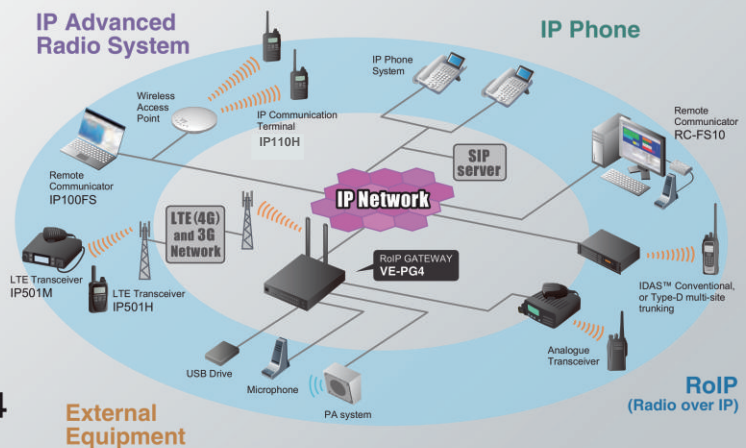 IP Advanced
Radio System
IP Phone
IP Phone
System
Wireless
Access
Point
IP Communication
Terminal
IP110H
Remote
Communicator
RC-FS10
SIP
server
Remote
Communicator
IP100FS
IP Network
LTE (4G)
and 3G
Network
RoIP GATEWAY
VE-PG4
LTE Transceiver
IP501M
LTE Transceiver
IP501H
IDAS™ Conventional,
or Type-D multi-site
trunking
Analogue
Transceiver
USB Drive
Microphone
PA system
RoIP
(Radio over IP)
4
External
Equipment